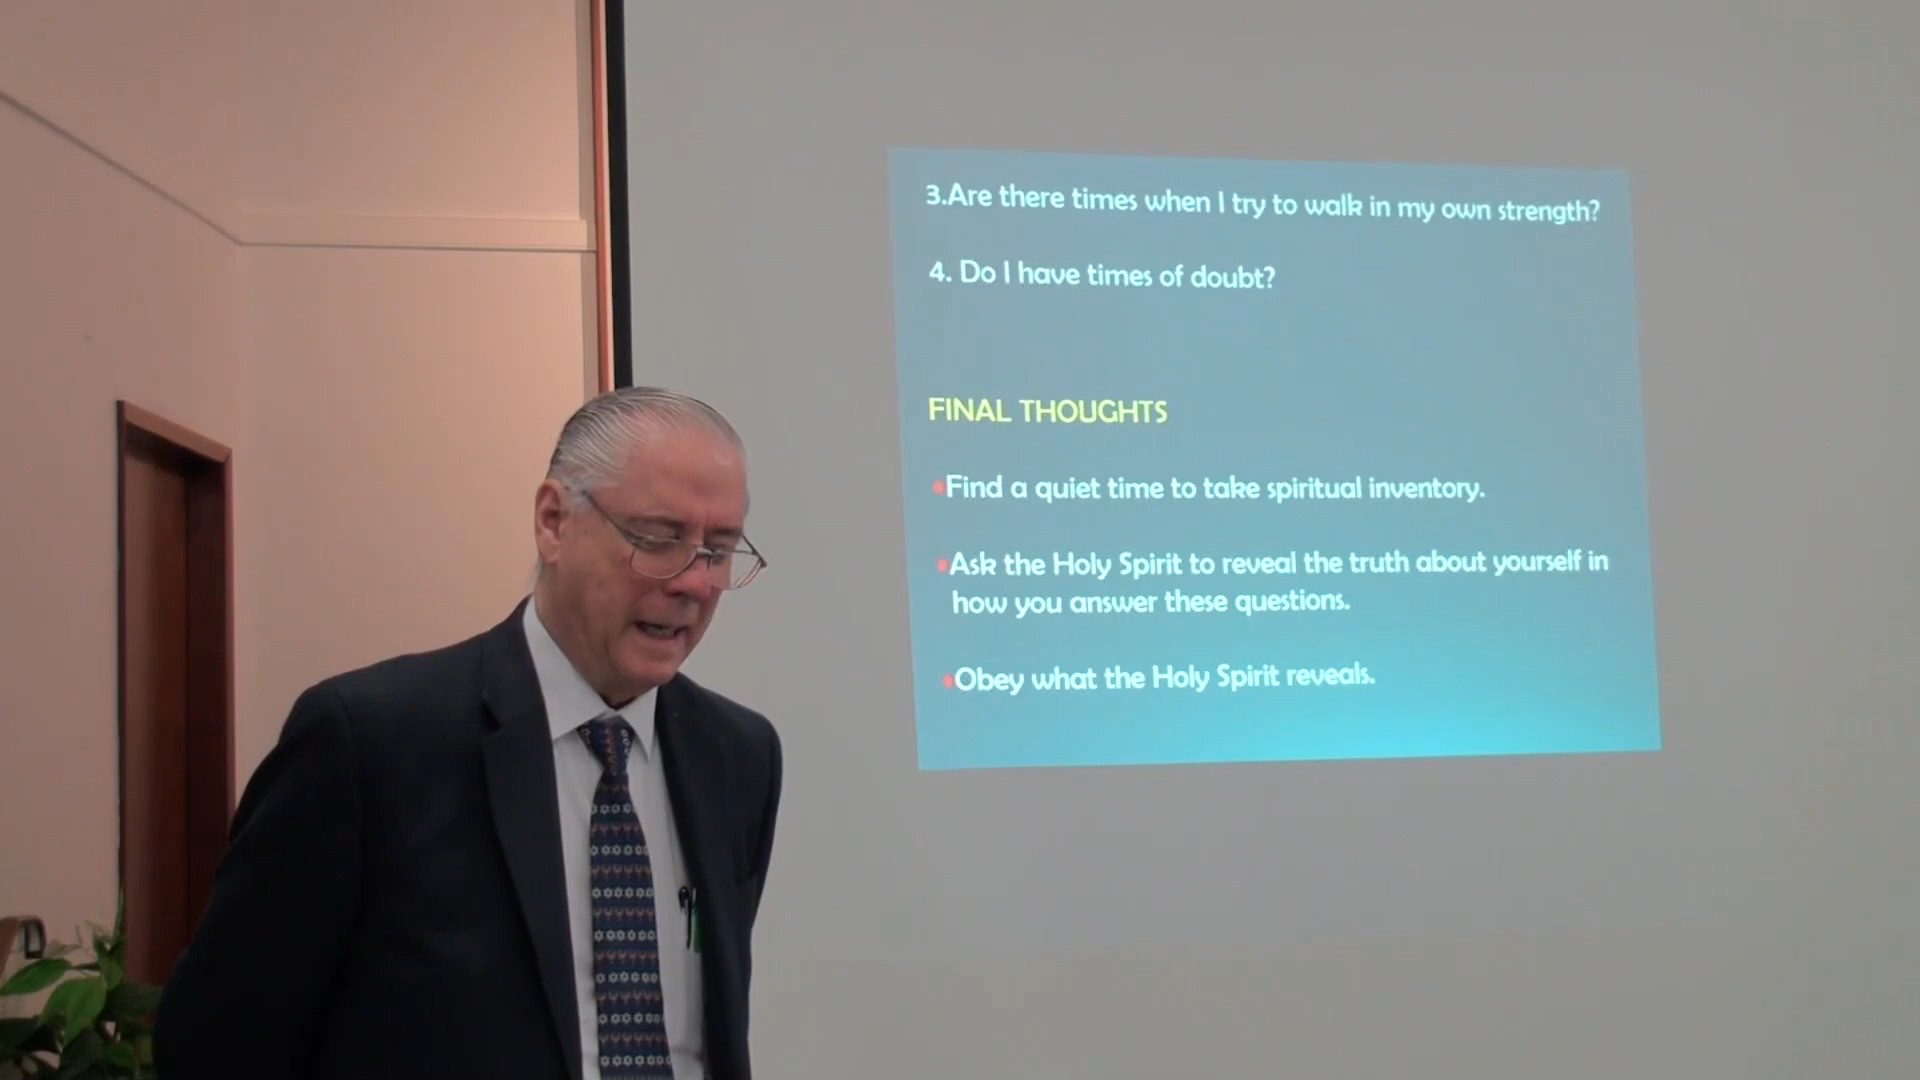 3.Are there times when I try to walk in my own strength?
4. Do I have times of doubt?
FINAL THOUGHTS
•Find a quiet time to take spiritual inventory.
•Ask the Holy Spirit to reveal the truth about yourself in
how you answer these questions.
•Obey what the Holy Spirit reveals.